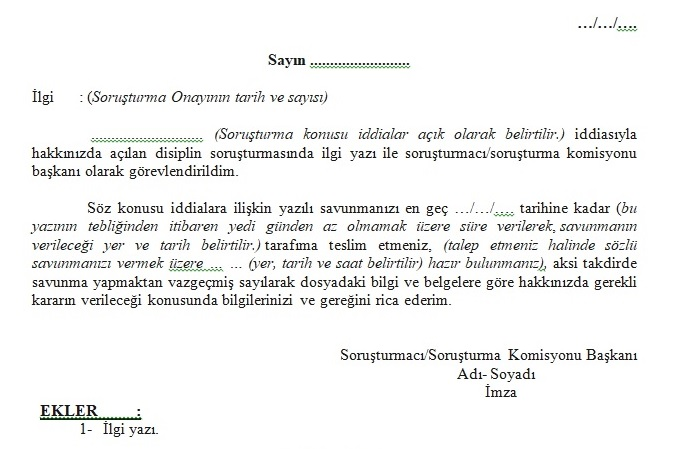 .../.../....
Sayın ..........................
İlgi : (Soruşturma Onayının tarih ve sayısı)
............................. (Soruşturma konusu iddialar açık olarak belirtilir.) iddiasıyla
hakkınızda açılan disiplin soruşturmasında ilgi yazı ile soruşturmacı/soruşturma komisyonu
başkanı olarak görevlendirildim.
Söz konusu iddialara ilişkin yazılı savunmanızı en geç .../.../.... tarihine kadar (bu
yazının tebliğinden itibaren yedi günden az olmamak üzere süre verilerek, savunmanın
verileceği yer ve tarih belirtilir.) tarafıma teslim etmeniz, (talep etmeniz halinde sözlü
savunmanızı vermek üzere ... ... (yer, tarih ve saat belirtilir) hazır bulunmanız), aksi takdirde
savunma yapmaktan vazgeçmiş sayılarak dosyadaki bilgi ve belgelere göre hakkınızda gerekli
kararın verileceği konusunda bilgilerinizi ve gereğini rica ederim.
Soruşturmacı/Soruşturma Komisyonu Başkanı
Adı- Soyadı
İmza
EKLER :
1- İlgi yazı.